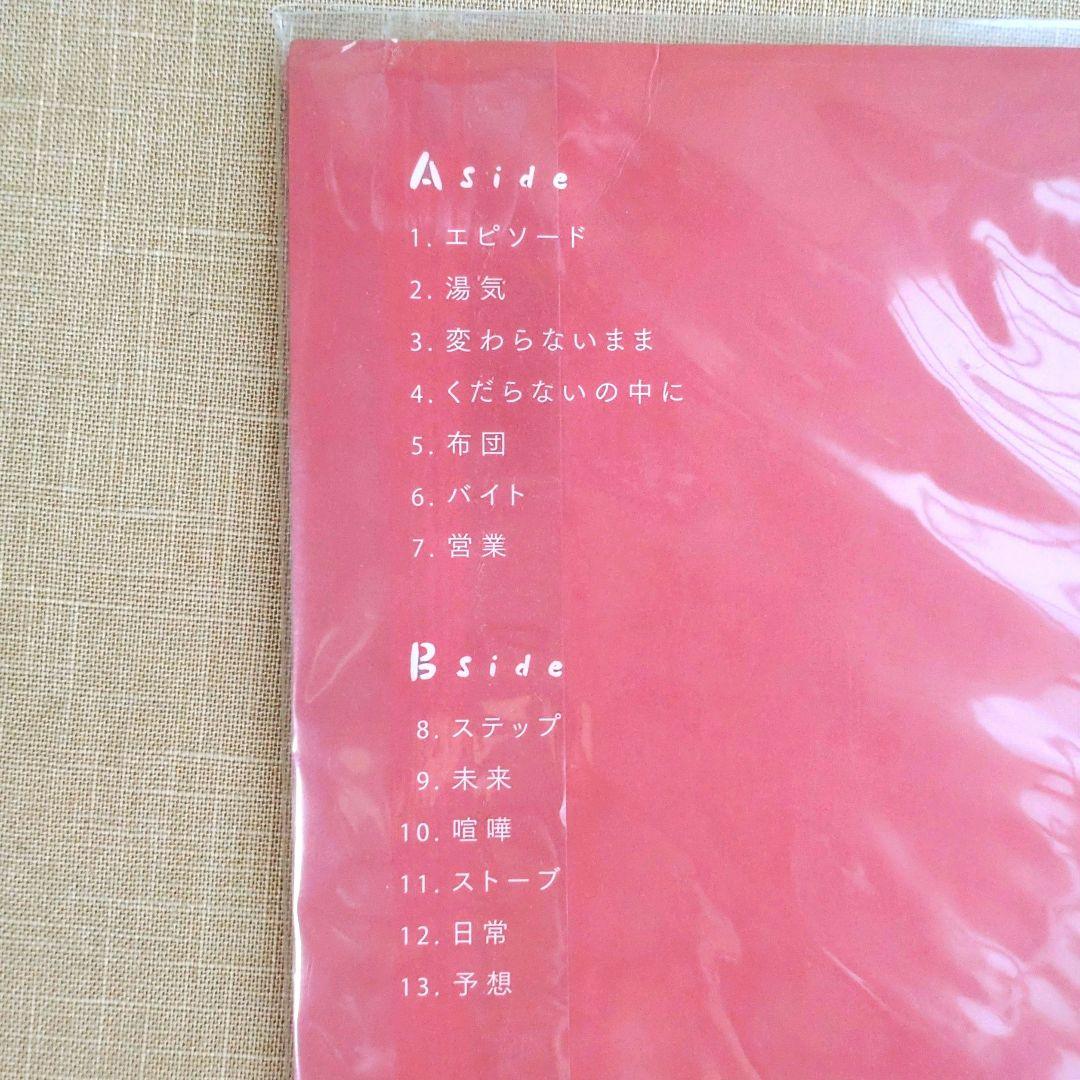 A side
1. エピソード
2. 湯気
3. 変わらないまま
4. くだらないの中に
5. 布団
6. バイト
7. 営業
B side
8. ステップ
9. 未来
10. 喧嘩
11. ストーブ
12. 日常
13. 予想